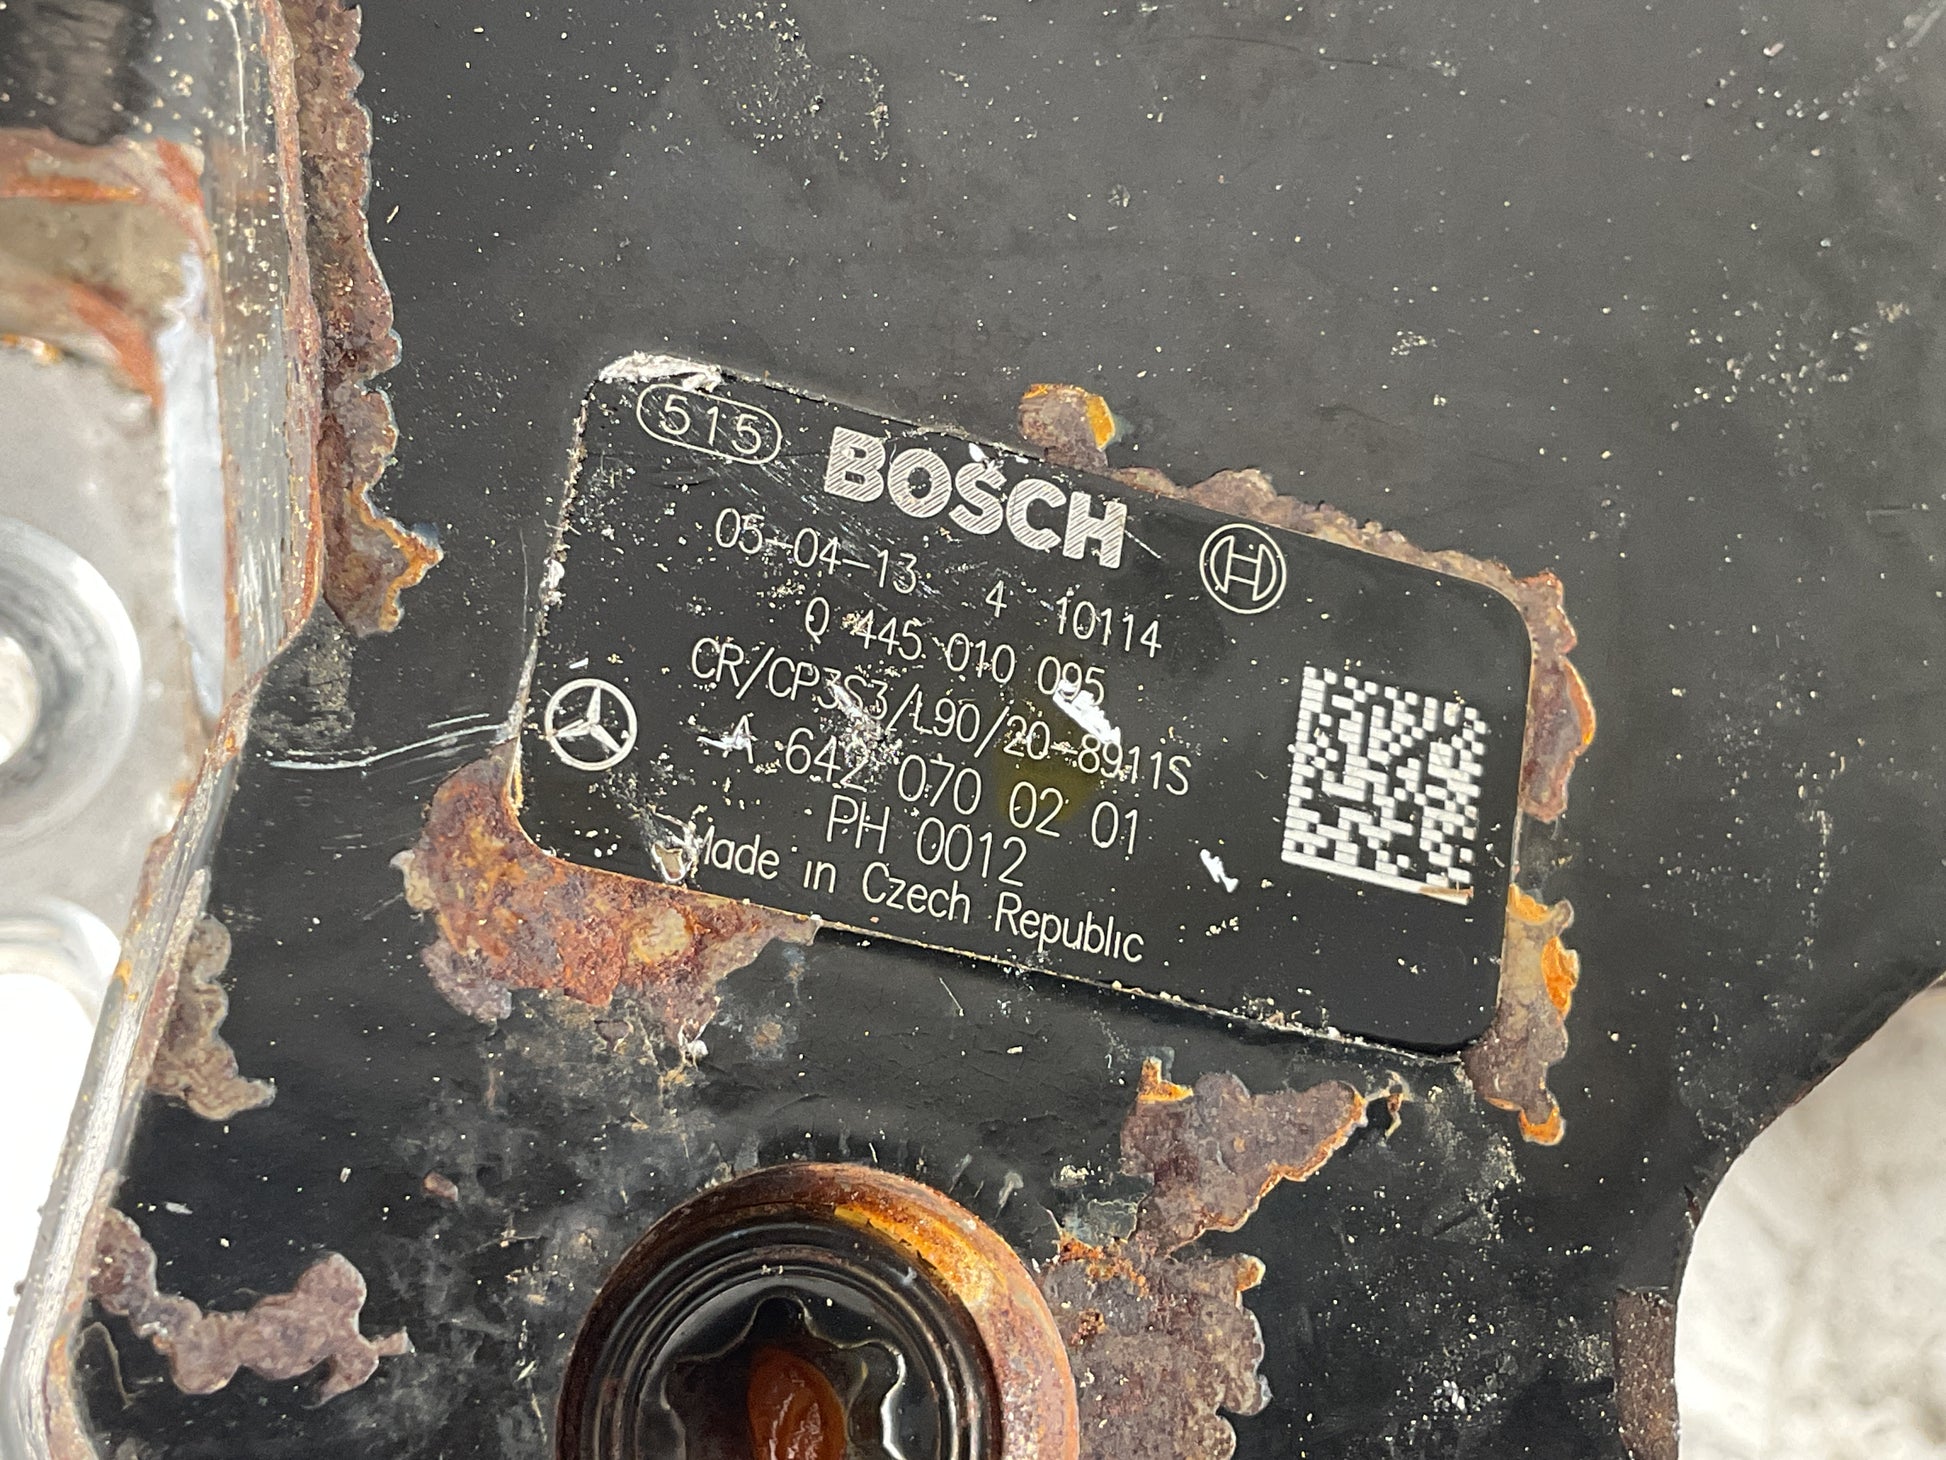 515
BOSCH
05-04-13 4 10114
0 445 010 095
CR/CP3S3/L90/20-8911S
A 642 070 02 01
PH 0012
Made in Czech Republic